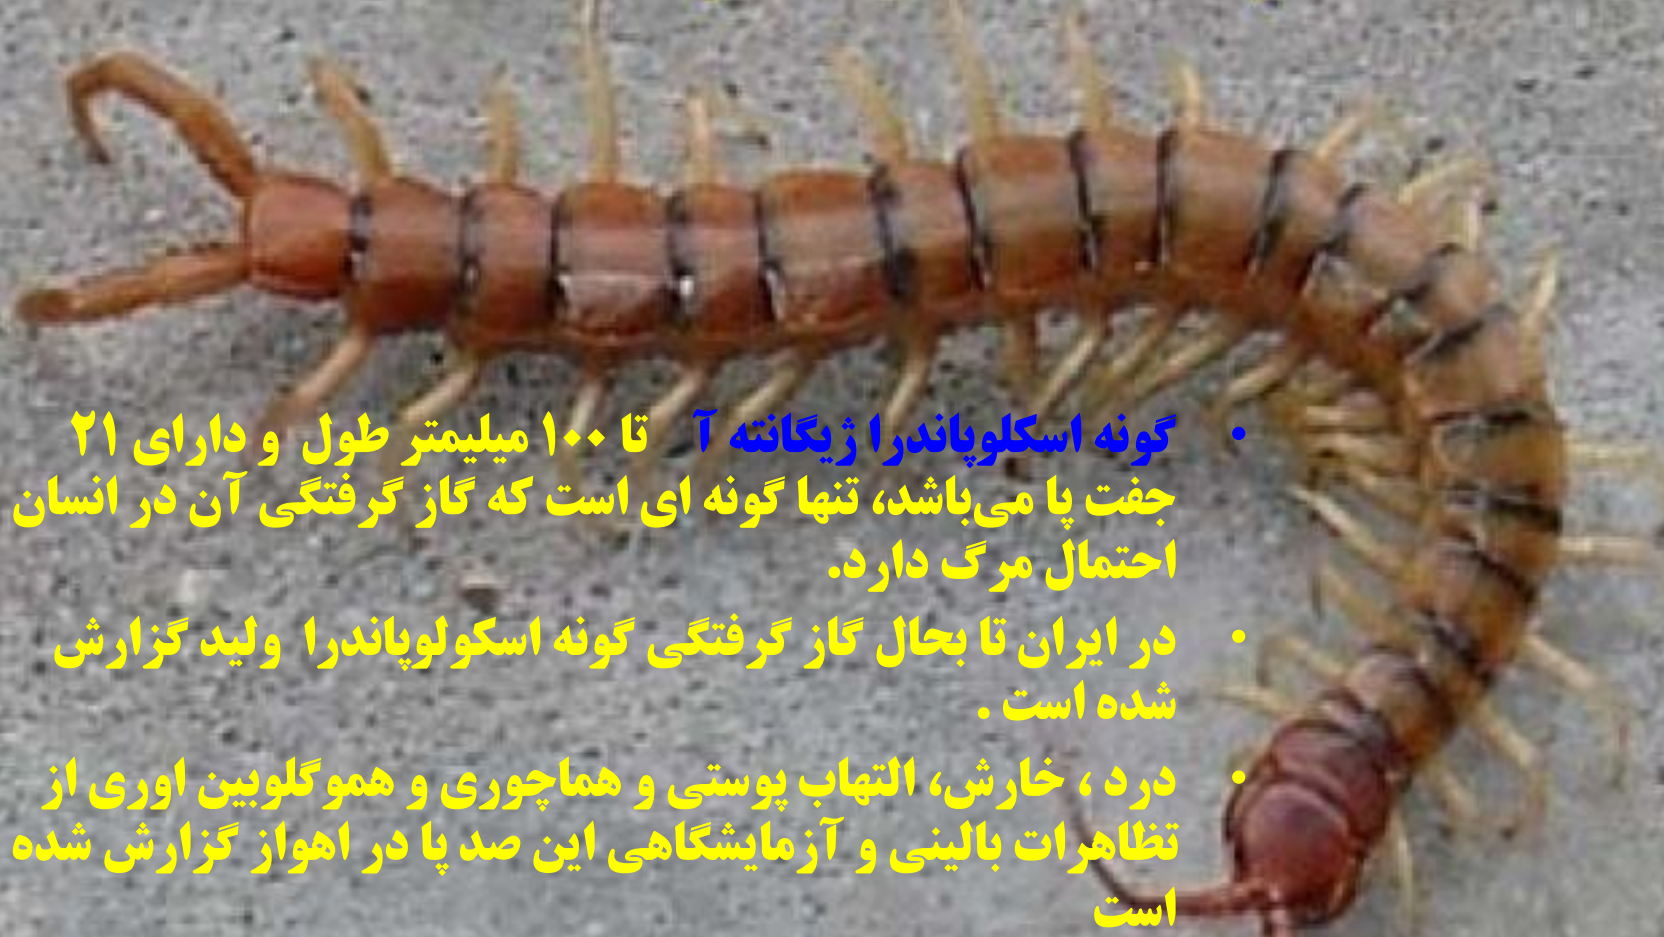 • گونه اسکلوپاندرا ژیگانته آ تا ۱۰۰ میلیمتر طول و دارای ۲۱
جفت پا می‌باشد، تنها گونه ای است که گاز گرفتگی آن در انسان
احتمال مرگ دارد.
• در ایران تا بحال گاز گرفتگی گونه اسکولوپاندرا ولید گزارش
شده است .
• درد ، خارش، التهاب پوستی و هماچوری و هموگلوبین اوری از
تظاهرات بالینی و آزمایشگاهی این صد پا در اهواز گزارش شده
است